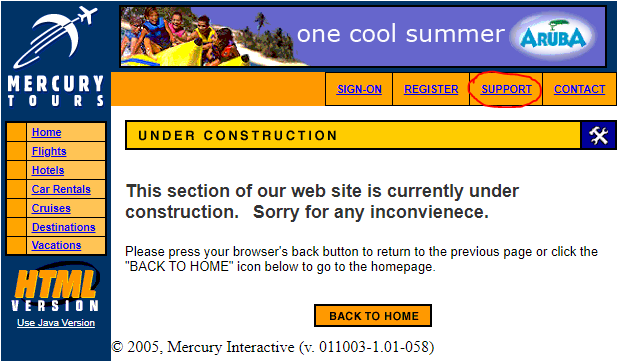 one cool summer ARUBA
MERCURY
TOURS
SIGN-ON REGISTER SUPPORT CONTACT
Home
Flights
Hotels
Car Rentals
Cruises
Destinations
Vacations
HTML
VERSION
Use Java Version
UNDER CONSTRUCTION
This section of our web site is currently under
construction. Sorry for any inconvienece.
Please press your browser's back button to return to the previous page or click the
"BACK TO HOME" icon below to go to the homepage.
BACK TO HOME
© 2005, Mercury Interactive (v. 011003-1.01-058)